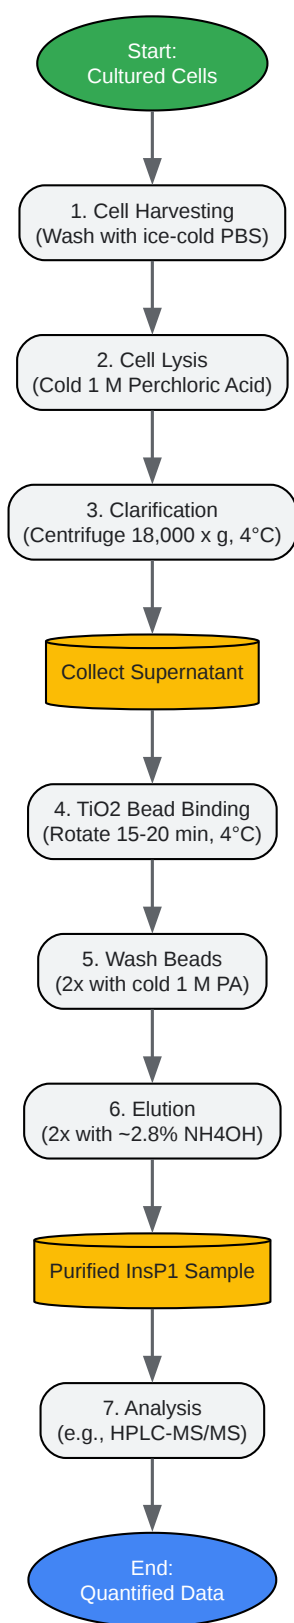 Start:
Cultured Cells
1. Cell Harvesting
(Wash with ice-cold PBS)
2. Cell Lysis
(Cold 1 M Perchloric Acid)
3. Clarification
(Centrifuge 18,000 x g, 4°C)
Collect Supernatant
4. TiO2 Bead Binding
(Rotate 15-20 min, 4°C)
5. Wash Beads
(2x with cold 1 M PA)
6. Elution
(2x with ~2.8% NH4OH)
Purified InsP1 Sample
7. Analysis
(e.g., HPLC-MS/MS)
End:
Quantified Data